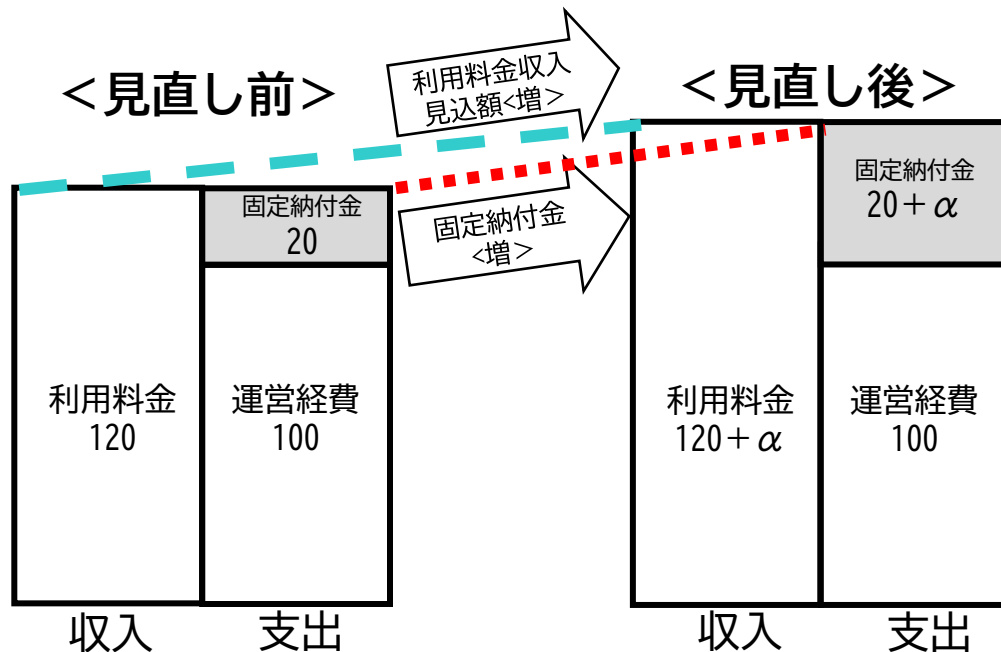 <見直し前>
利用料金収入
見込額<増>
<見直し後>
固定納付金
20
固定納付金
<増>
固定納付金
20+α
利用料金
120
運営経費
100
利用料金
120+α
運営経費
100
収入
支出
収入
支出